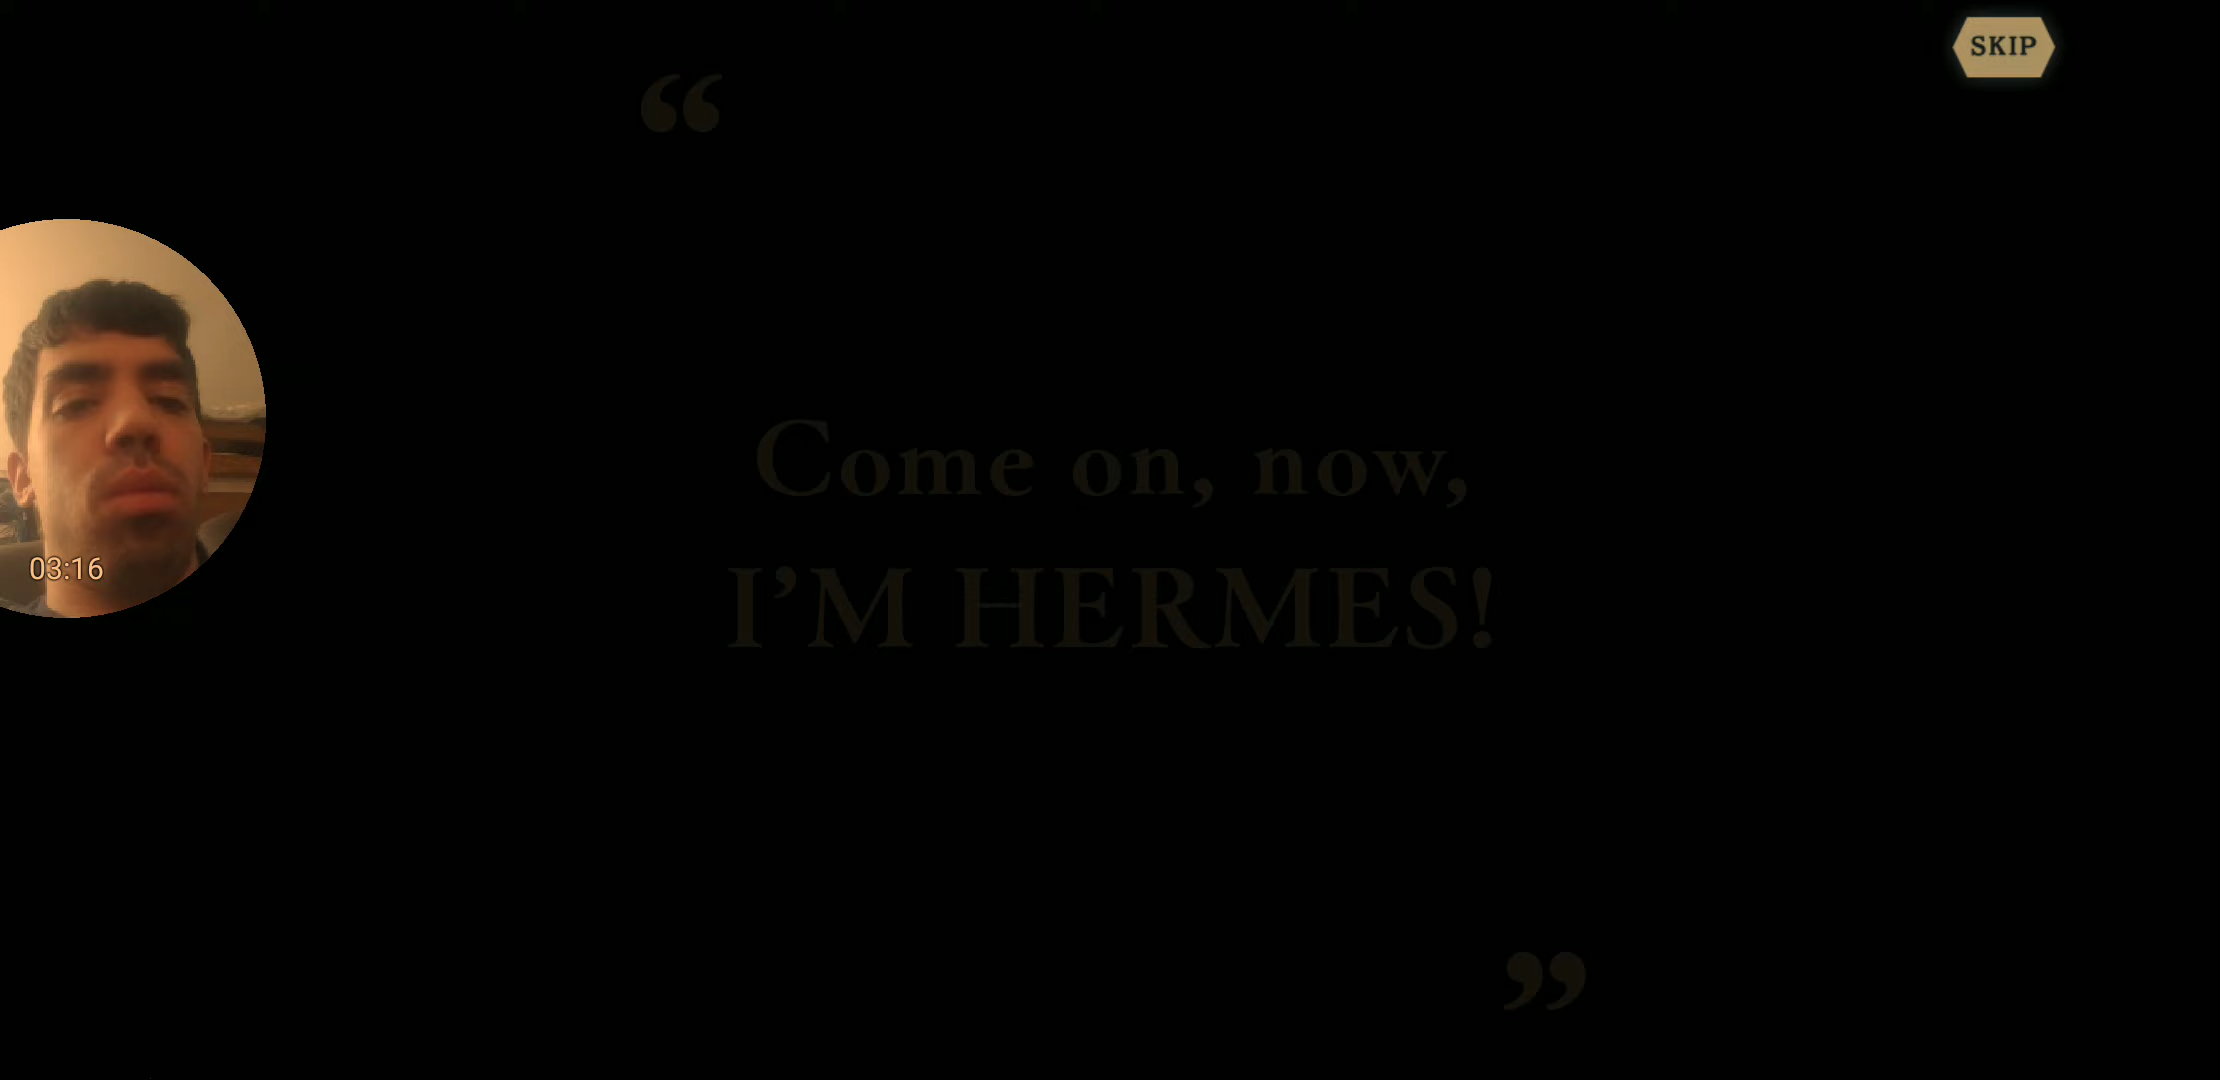 SKIP
“
Come on, now,
I’M HERMES!
”
03:16